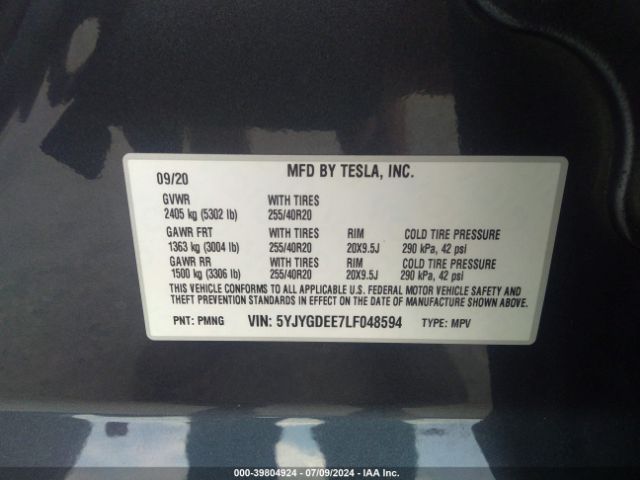 09/20 MFD BY TESLA, INC.
GVWR WITH TIRES
2405 kg (5302 lb) 255/40R20
GAWR FRT WITH TIRES RIM COLD TIRE PRESSURE
1363 kg (3004 lb) 255/40R20 20X9.5J 290 kPa, 42 psi
GAWR RR WITH TIRES RIM COLD TIRE PRESSURE
1500 kg (3306 lb) 255/40R20 20X9.5J 290 kPa, 42 psi
THIS VEHICLE CONFORMS TO ALL APPLICABLE U.S. FEDERAL MOTOR VEHICLE SAFETY AND
THEFT PREVENTION STANDARDS IN EFFECT ON THE DATE OF MANUFACTURE SHOWN ABOVE.
PNT: PMNG VIN: 5YJYGDEE7LF048594 TYPE: MPV
000-39804924 - 07/09/2024 - IAA Inc.